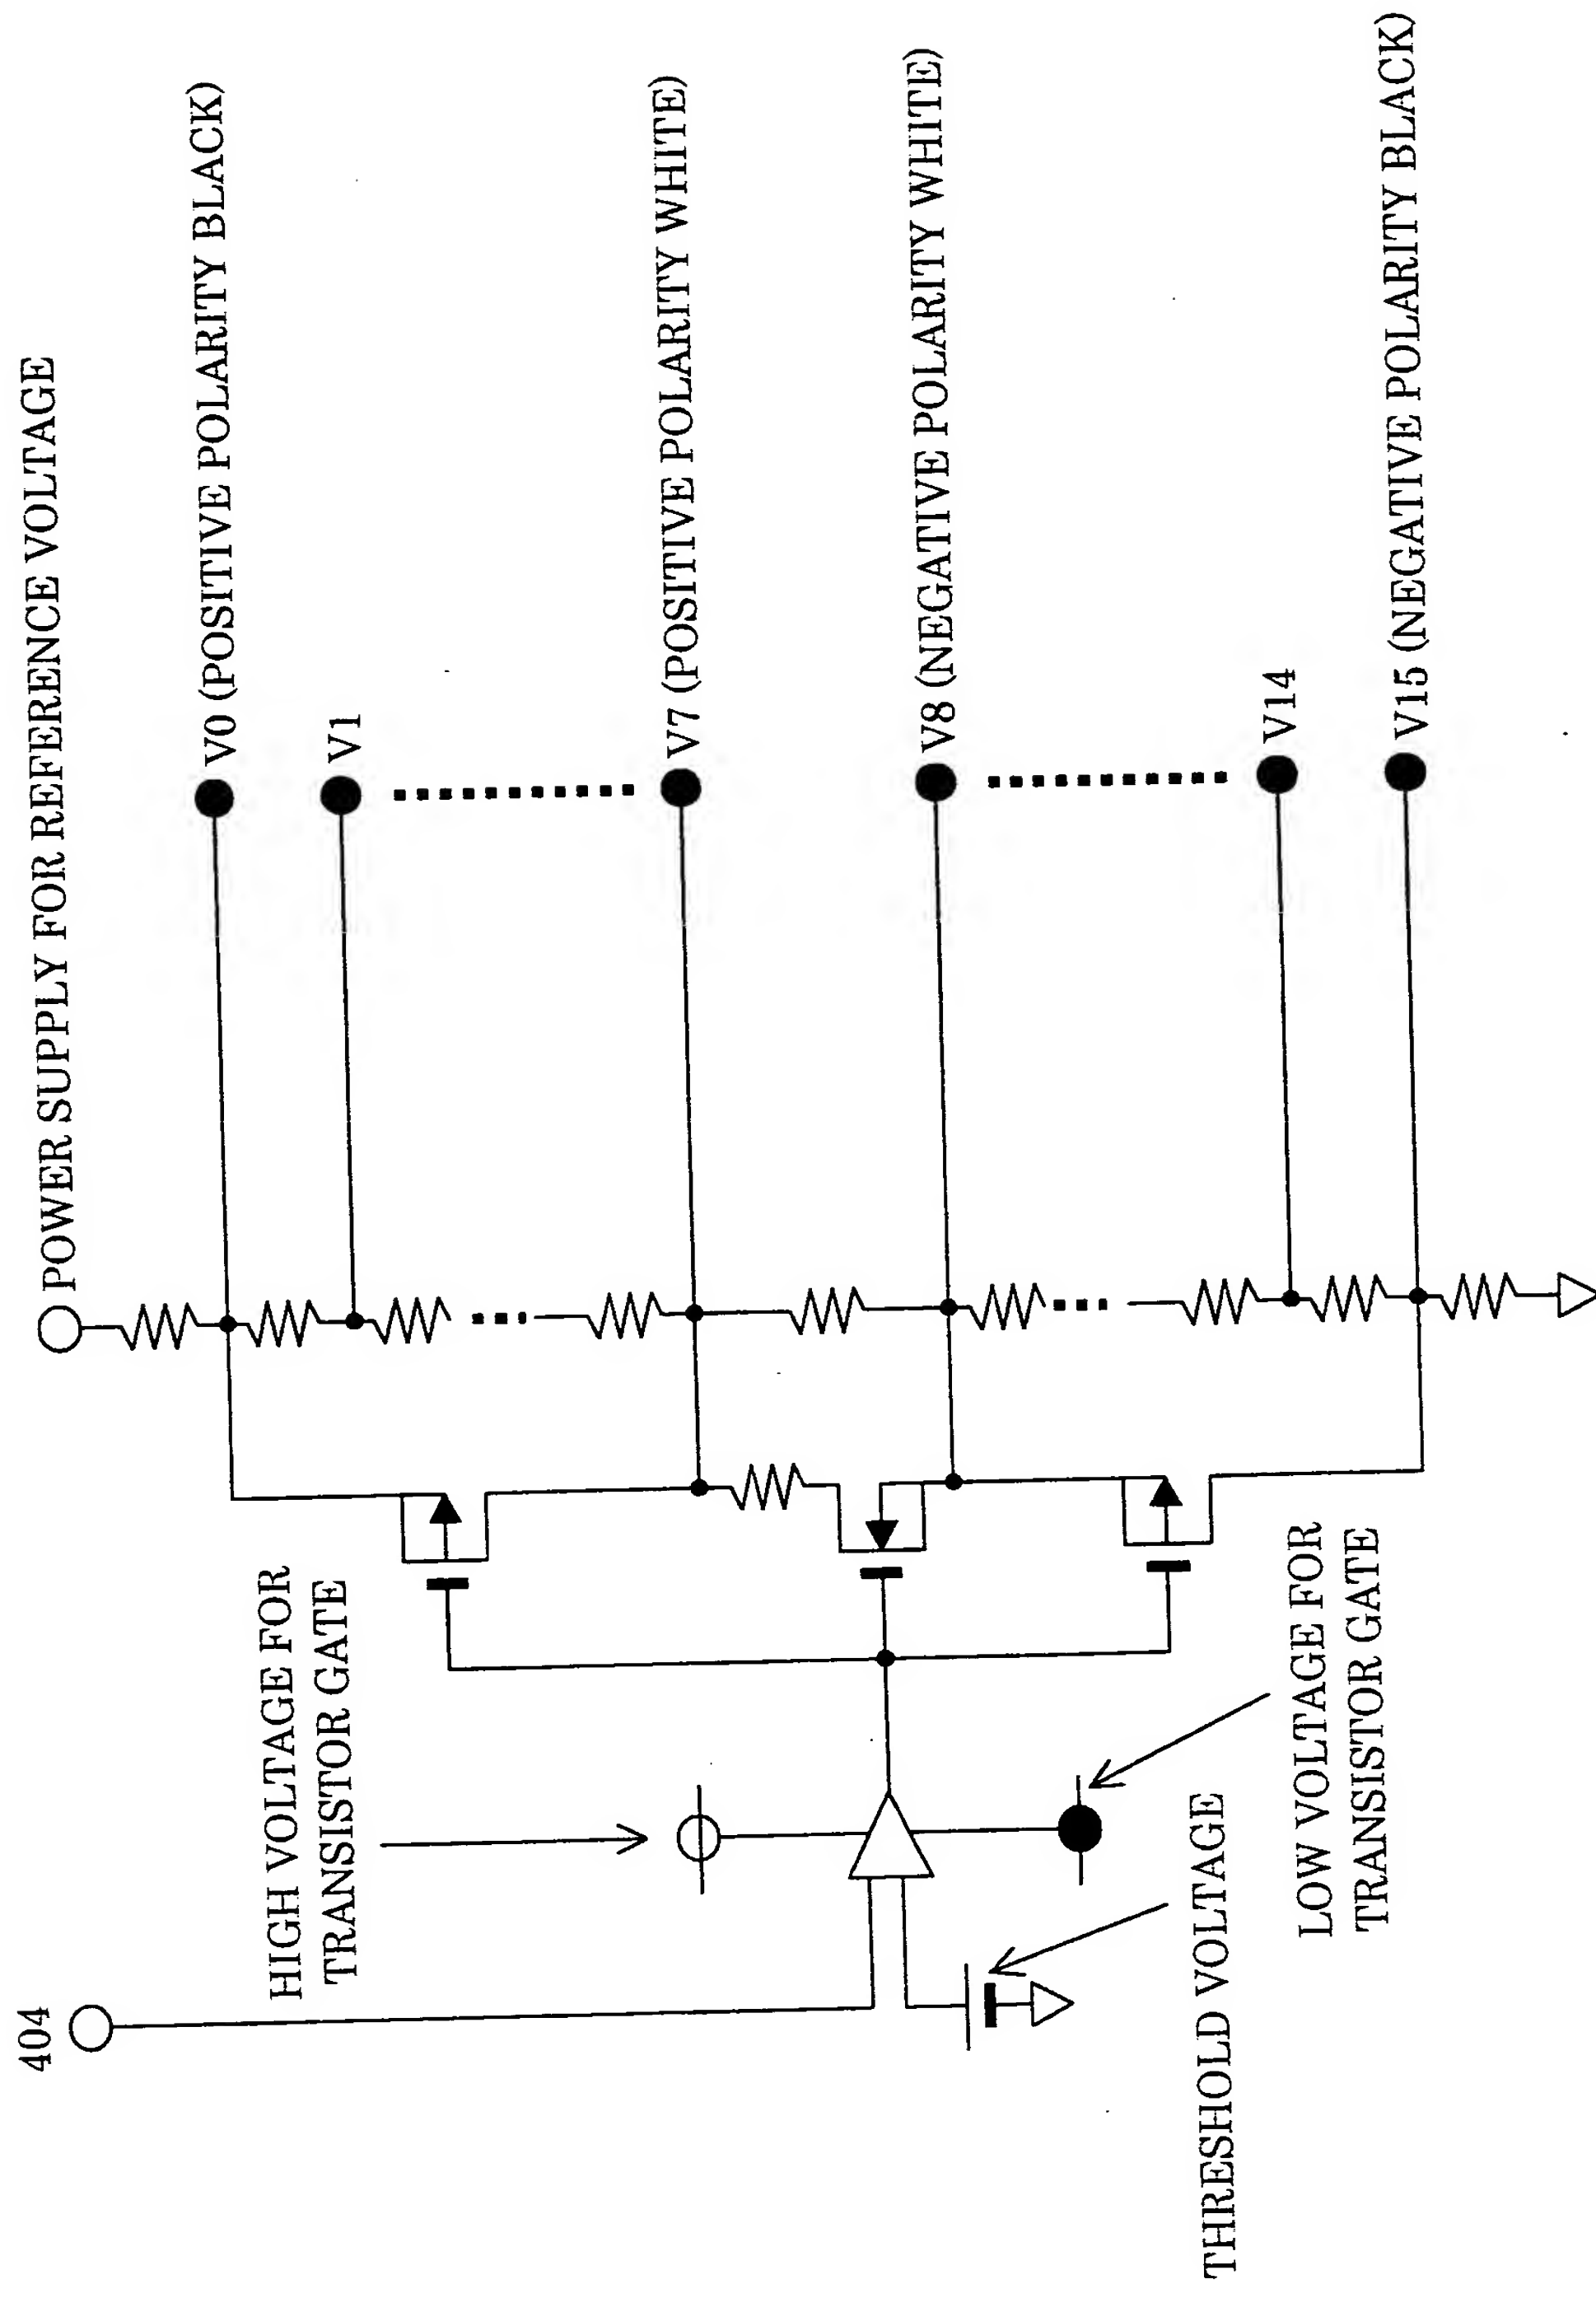 POWER SUPPLY FOR REFERENCE VOLTAGE
V0 (POSITIVE POLARITY BLACK)
V1
V7 (POSITIVE POLARITY WHITE)
V8 (NEGATIVE POLARITY WHITE)
V14
V15 (NEGATIVE POLARITY BLACK)
404
HIGH VOLTAGE FOR
TRANSISTOR GATE
THRESHOLD VOLTAGE
LOW VOLTAGE FOR
TRANSISTOR GATE